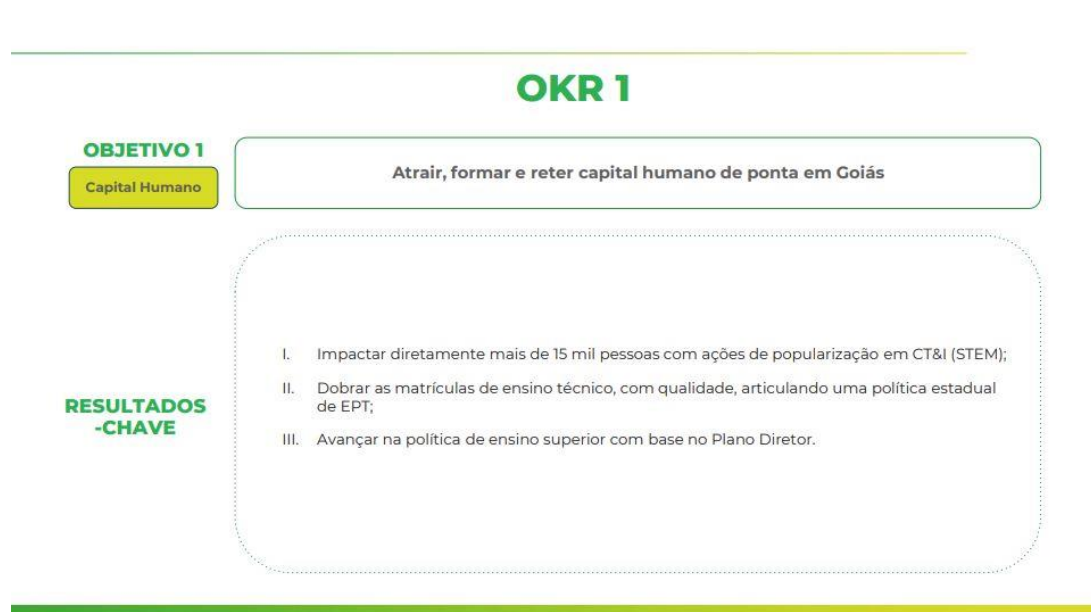 OKR 1
OBJETIVO 1
Capital Humano
Atrair, formar e reter capital humano de ponta em Goiás
RESULTADOS
-CHAVE
I. Impactar diretamente mais de 15 mil pessoas com ações de popularização em CT&I (STEM);
II. Dobrar as matrículas de ensino técnico, com qualidade, articulando uma política estadual
de EPT;
III. Avançar na política de ensino superior com base no Plano Diretor.